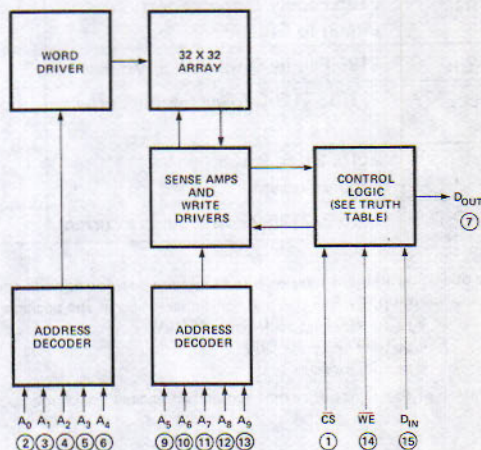 WORD
DRIVER
32 X 32
ARRAY
SENSE AMPS
AND
WRITE
DRIVERS
CONTROL
LOGIC
(SEE TRUTH
TABLE)
DOUT
7
ADDRESS
DECODER
ADDRESS
DECODER
A0 A1 A2 A3 A4 A5 A6 A7 A8 A9 C̅S̅ W̅E̅ DIN
2 3 4 5 6 9 10 11 12 13 1 14 15